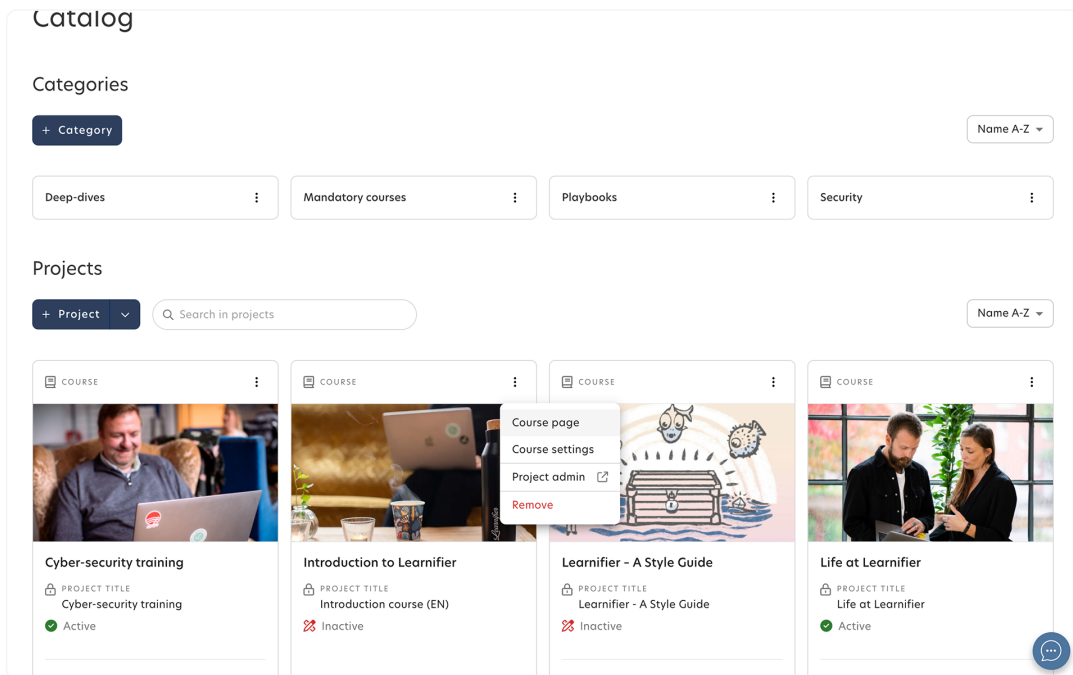 Catalog
Categories
+ Category
Name A-Z
Deep-dives
Mandatory courses
Playbooks
Security
Projects
+ Project
Search in projects
Name A-Z
COURSE
COURSE
COURSE
COURSE
Course page
Course settings
Project admin
Remove
Learnifier
Cyber-security training
PROJECT TITLE
Cyber-security training
Active
Introduction to Learnifier
PROJECT TITLE
Introduction course (EN)
Inactive
Learnifier – A Style Guide
PROJECT TITLE
Learnifier - A Style Guide
Inactive
Life at Learnifier
PROJECT TITLE
Life at Learnifier
Active